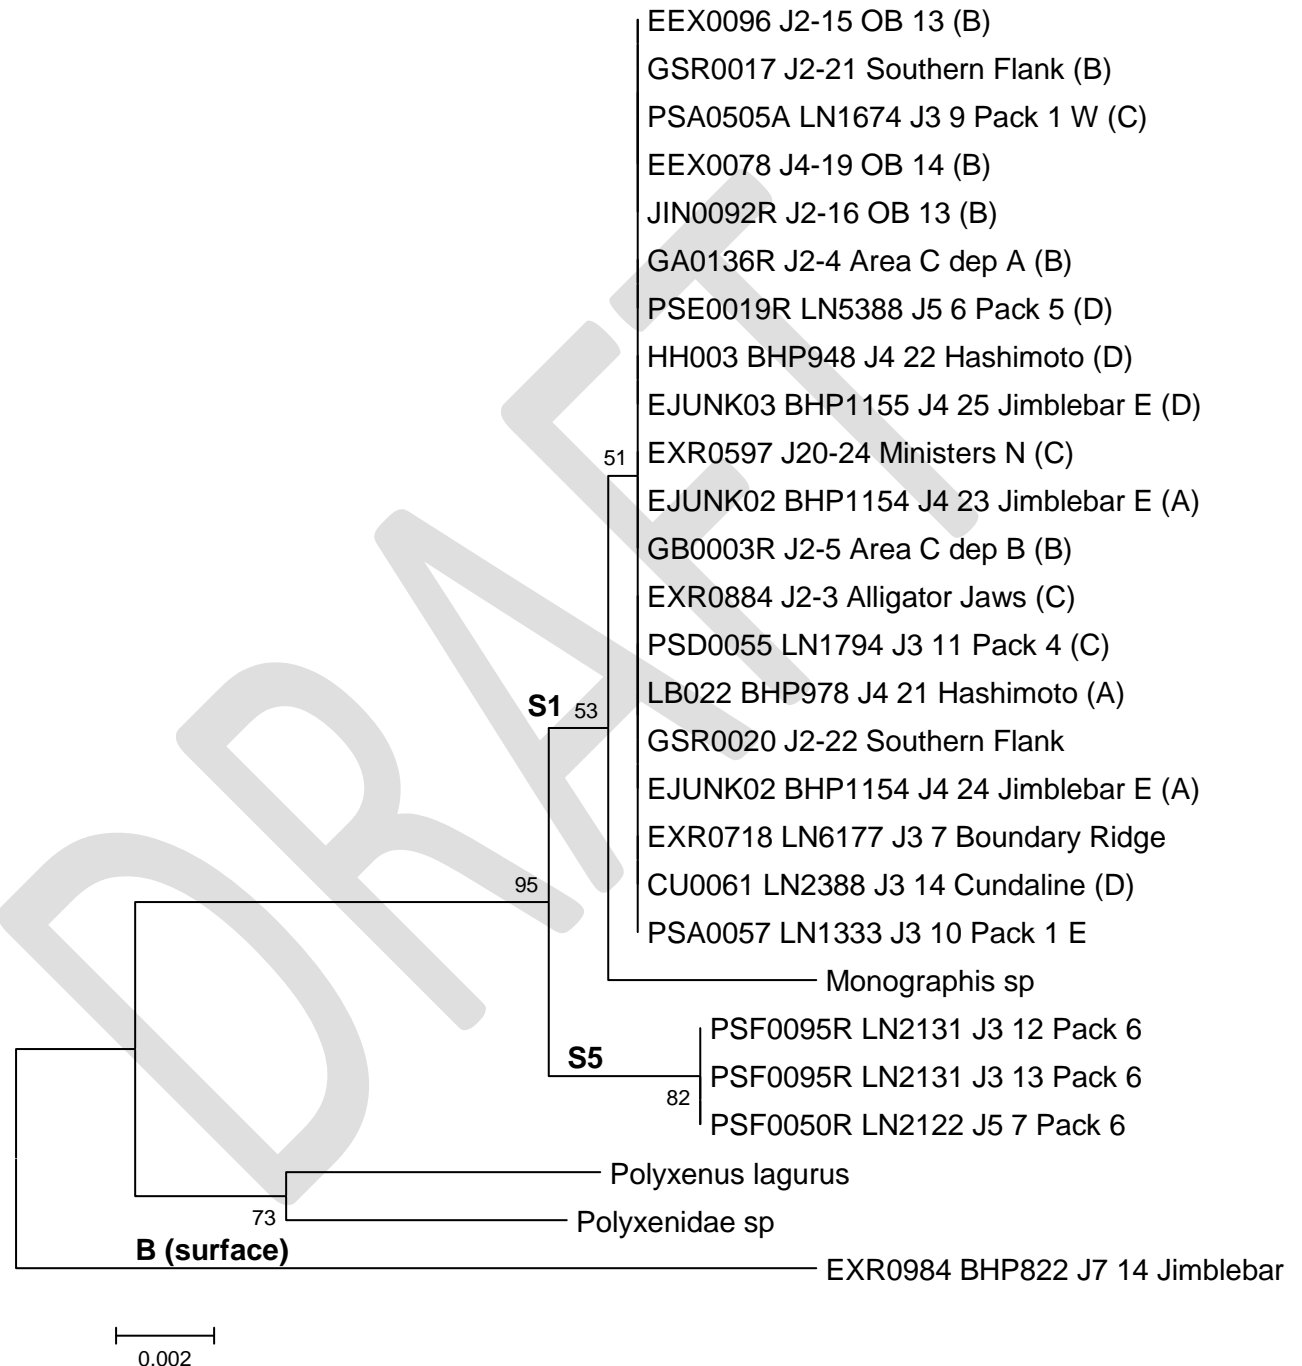 EEX0096 J2-15 OB 13 (B)
GSR0017 J2-21 Southern Flank (B)
PSA0505A LN1674 J3 9 Pack 1 W (C)
EEX0078 J4-19 OB 14 (B)
JIN0092R J2-16 OB 13 (B)
GA0136R J2-4 Area C dep A (B)
PSE0019R LN5388 J5 6 Pack 5 (D)
HH003 BHP948 J4 22 Hashimoto (D)
EJUNK03 BHP1155 J4 25 Jimblebar E (D)
EXR0597 J20-24 Ministers N (C)
51
EJUNK02 BHP1154 J4 23 Jimblebar E (A)
GB0003R J2-5 Area C dep B (B)
EXR0884 J2-3 Alligator Jaws (C)
PSD0055 LN1794 J3 11 Pack 4 (C)
LB022 BHP978 J4 21 Hashimoto (A)
S1 53
GSR0020 J2-22 Southern Flank
EJUNK02 BHP1154 J4 24 Jimblebar E (A)
EXR0718 LN6177 J3 7 Boundary Ridge
CU0061 LN2388 J3 14 Cundaline (D)
95
PSA0057 LN1333 J3 10 Pack 1 E
Monographis sp
PSF0095R LN2131 J3 12 Pack 6
S5
PSF0095R LN2131 J3 13 Pack 6
82
PSF0050R LN2122 J5 7 Pack 6
Polyxenus lagurus
73
Polyxenidae sp
B (surface)
EXR0984 BHP822 J7 14 Jimblebar
0.002
DRAFT